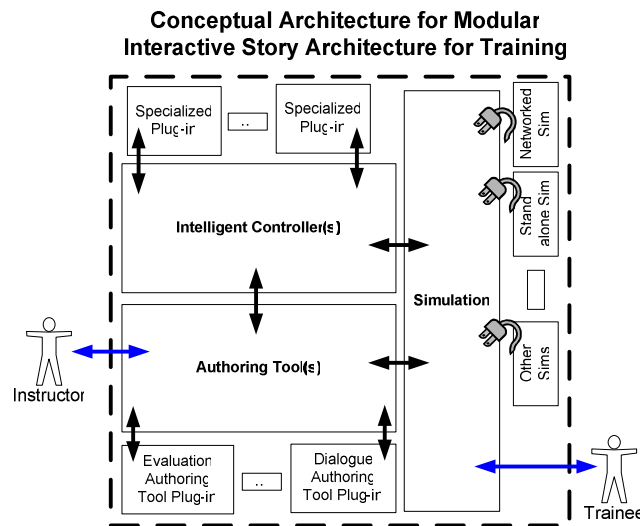 Conceptual Architecture for Modular
Interactive Story Architecture for Training
Specialized
Plug-in
..
Specialized
Plug-in
Networked
Sim
Intelligent Controller(s)
Stand
alone Sim
Simulation
Authoring Tool(s)
Other
Sims
Instructor
Evaluation
Authoring
Tool Plug-in
..
Dialogue
Authoring
Tool Plug-in
Trainee